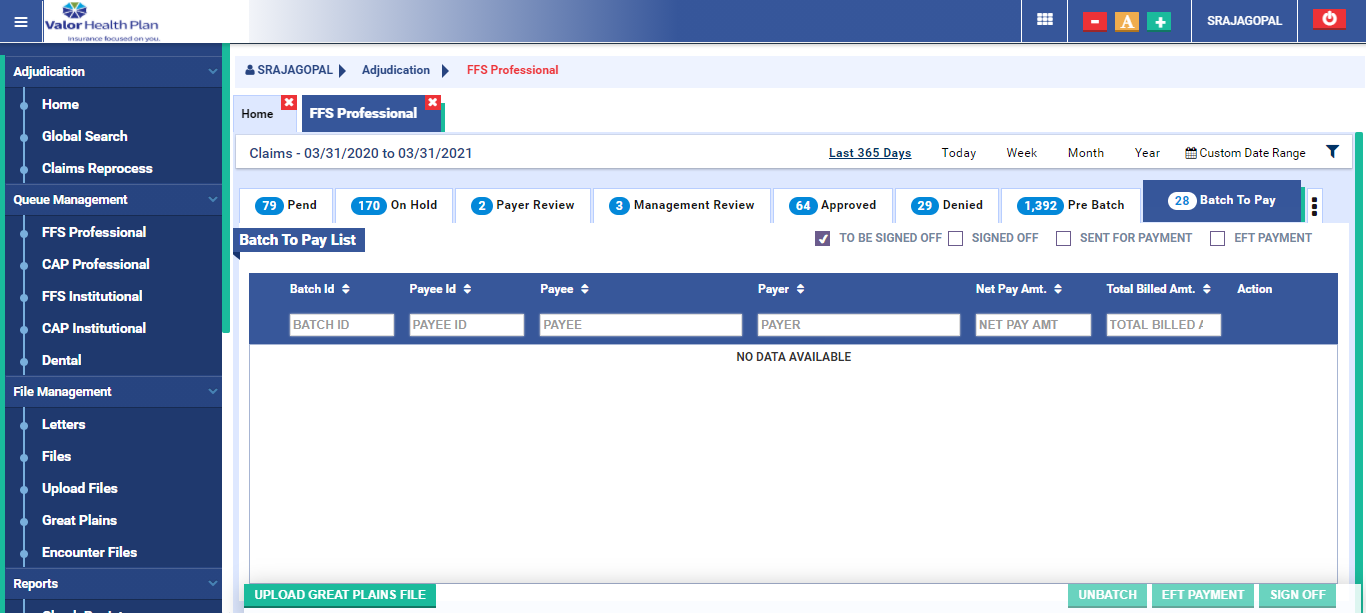 Valor Health Plan
Insurance focused on you.
A
SRAJAGOPAL
Adjudication
Home
Global Search
Claims Reprocess
Queue Management
FFS Professional
CAP Professional
FFS Institutional
CAP Institutional
Dental
File Management
Letters
Files
Upload Files
Great Plains
Encounter Files
Reports
SRAJAGOPAL Adjudication FFS Professional
Home FFS Professional
Claims - 03/31/2020 to 03/31/2021 Last 365 Days Today Week Month Year Custom Date Range
79 Pend 170 On Hold 2 Payer Review 3 Management Review 64 Approved 29 Denied 1,392 Pre Batch 28 Batch To Pay
Batch To Pay List TO BE SIGNED OFF SIGNED OFF SENT FOR PAYMENT EFT PAYMENT
Batch Id Payee Id Payee Payer Net Pay Amt. Total Billed Amt. Action
BATCH ID PAYEE ID PAYEE PAYER NET PAY AMT TOTAL BILLED
NO DATA AVAILABLE
UPLOAD GREAT PLAINS FILE UNBATCH EFT PAYMENT SIGN OFF